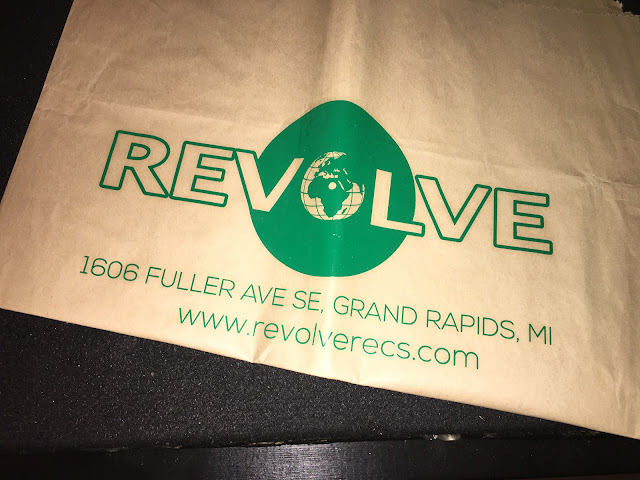 REVOLVE
1606 FULLER AVE SE, GRAND RAPIDS, MI
www.revolverecs.com